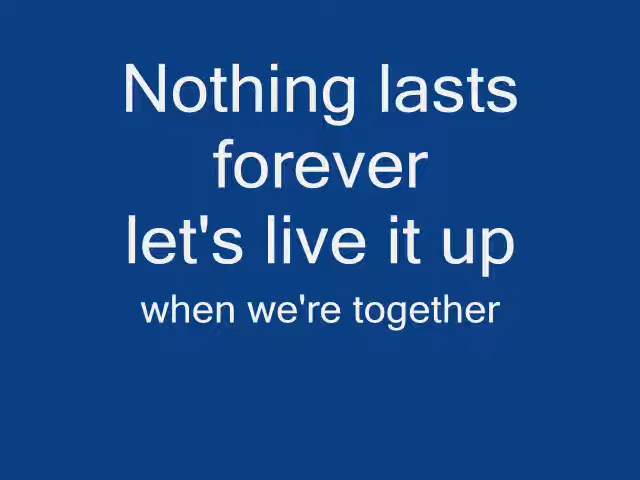 Nothing lasts
forever
let's live it up
when we're together